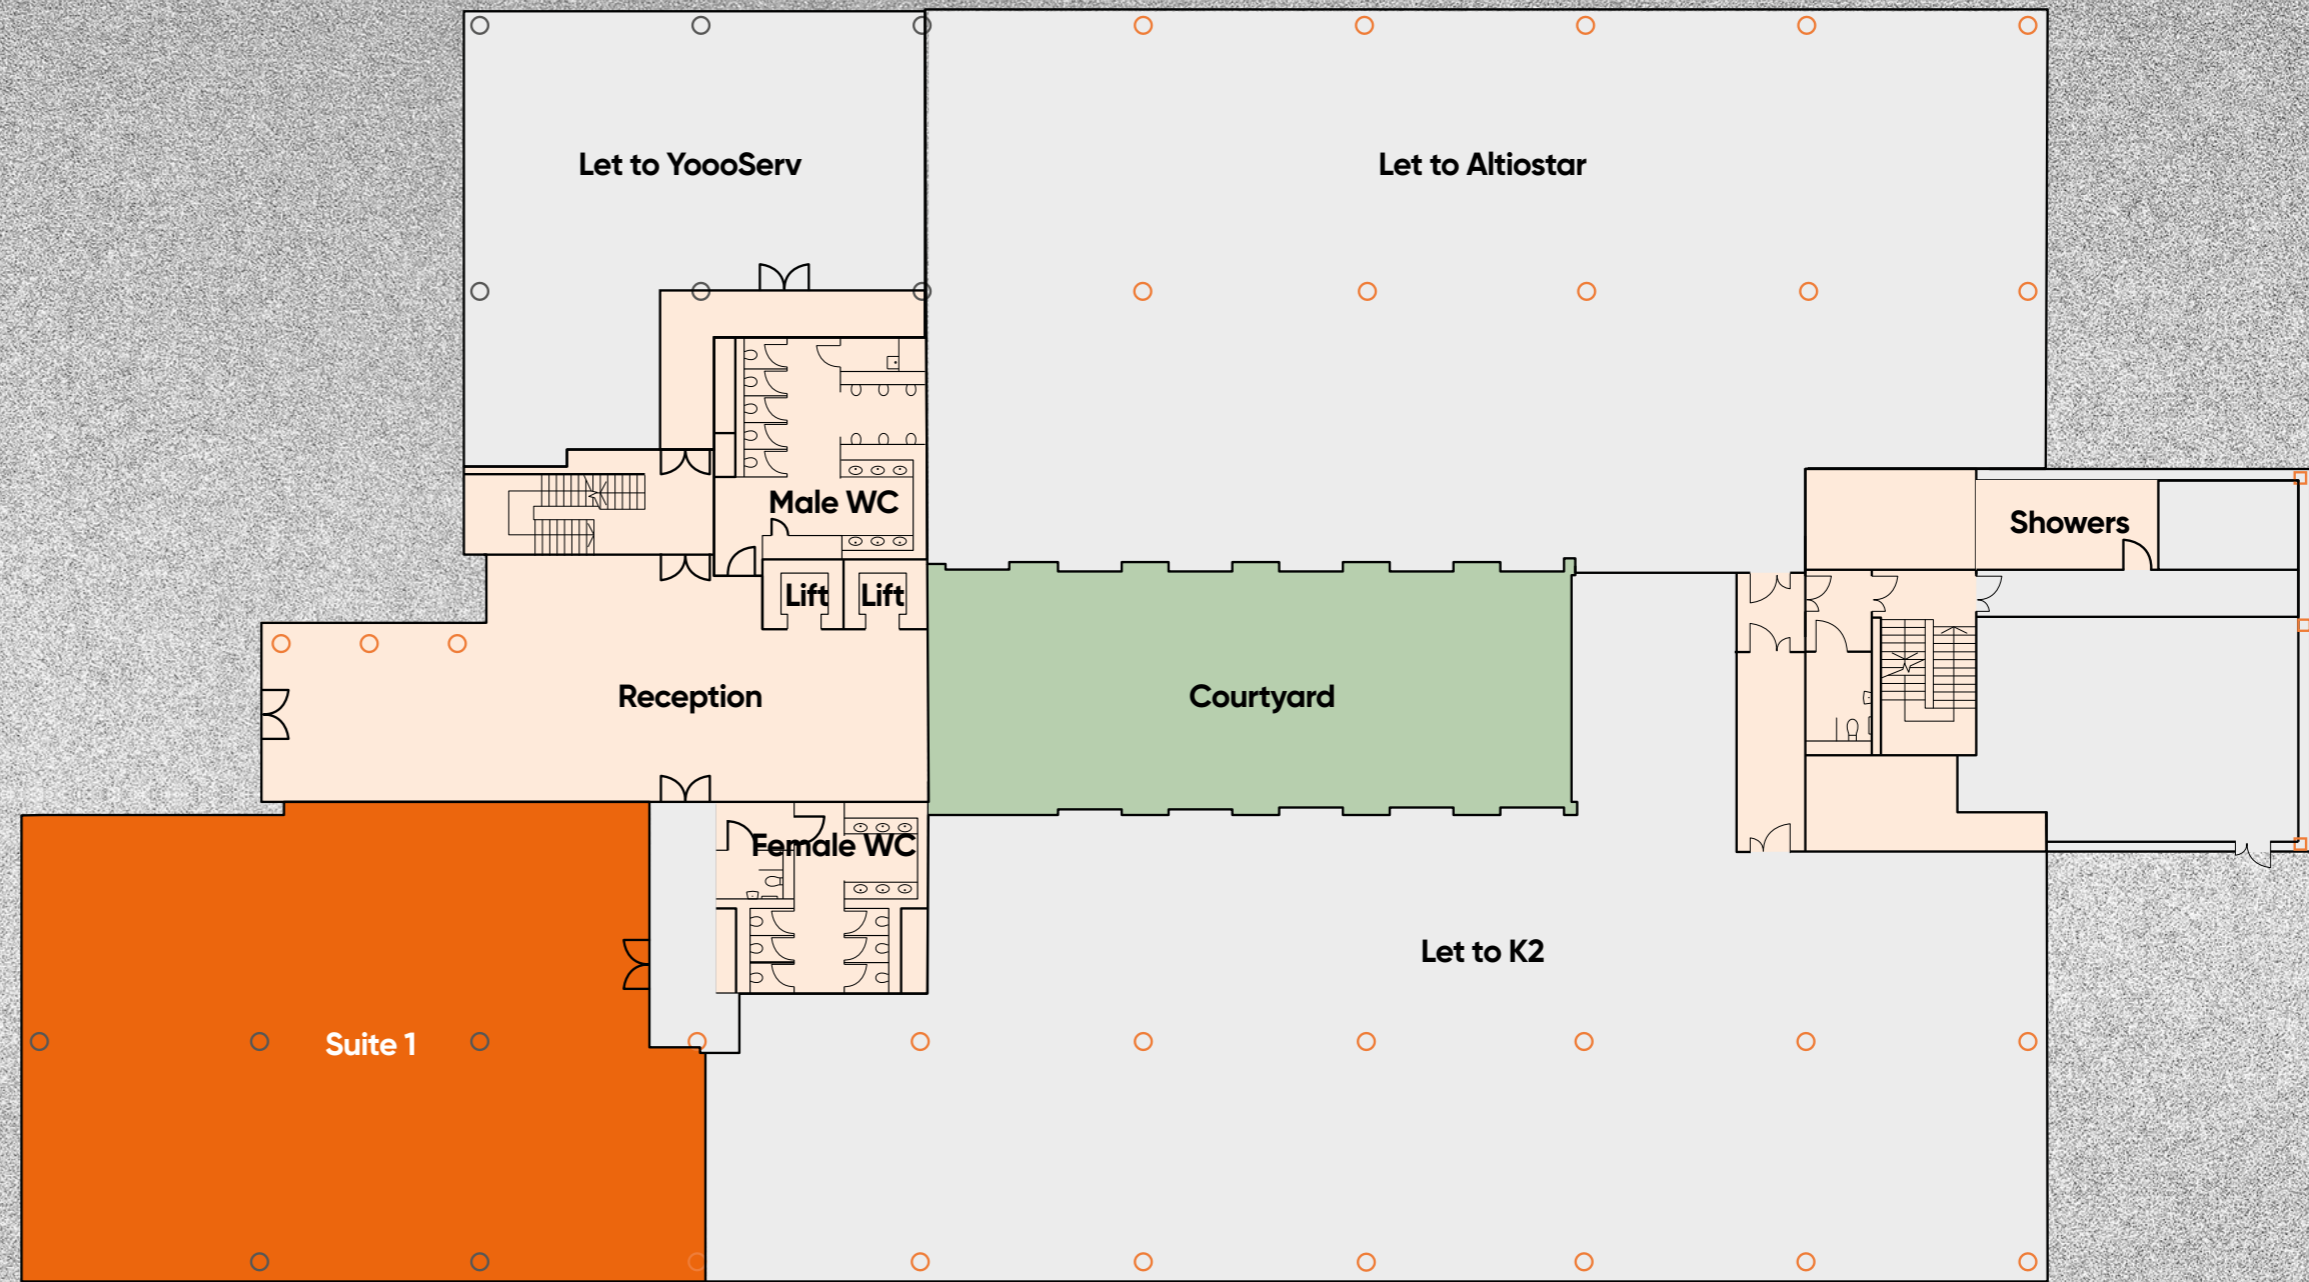 Let to YoooServ
Let to Altiostar
Male WC
Showers
Lift
Lift
Reception
Courtyard
Female WC
Let to K2
Suite 1